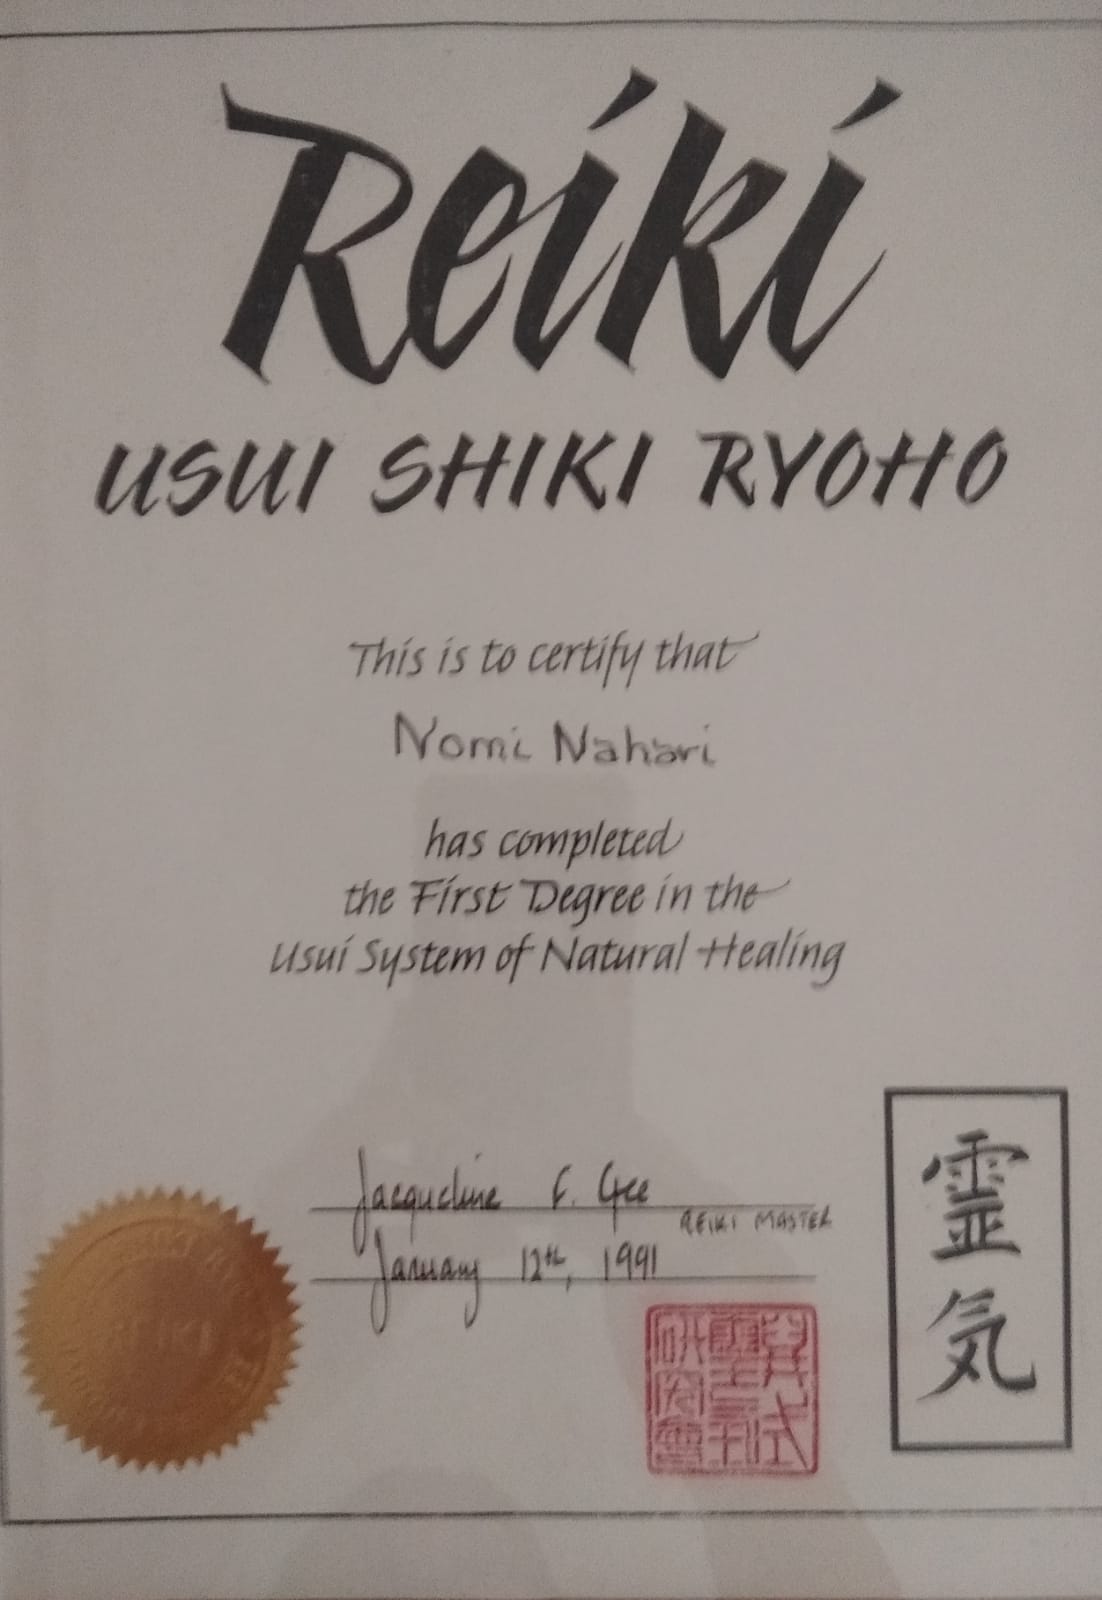 Reiki
USUI SHIKI RYOHO
This is to certify that
Nomi Nahari
has completed
the First Degree in the
Usui System of Natural Healing
Jacqueline F. Gee
REIKI MASTER
January 12th, 1991
REIKI
霊
気